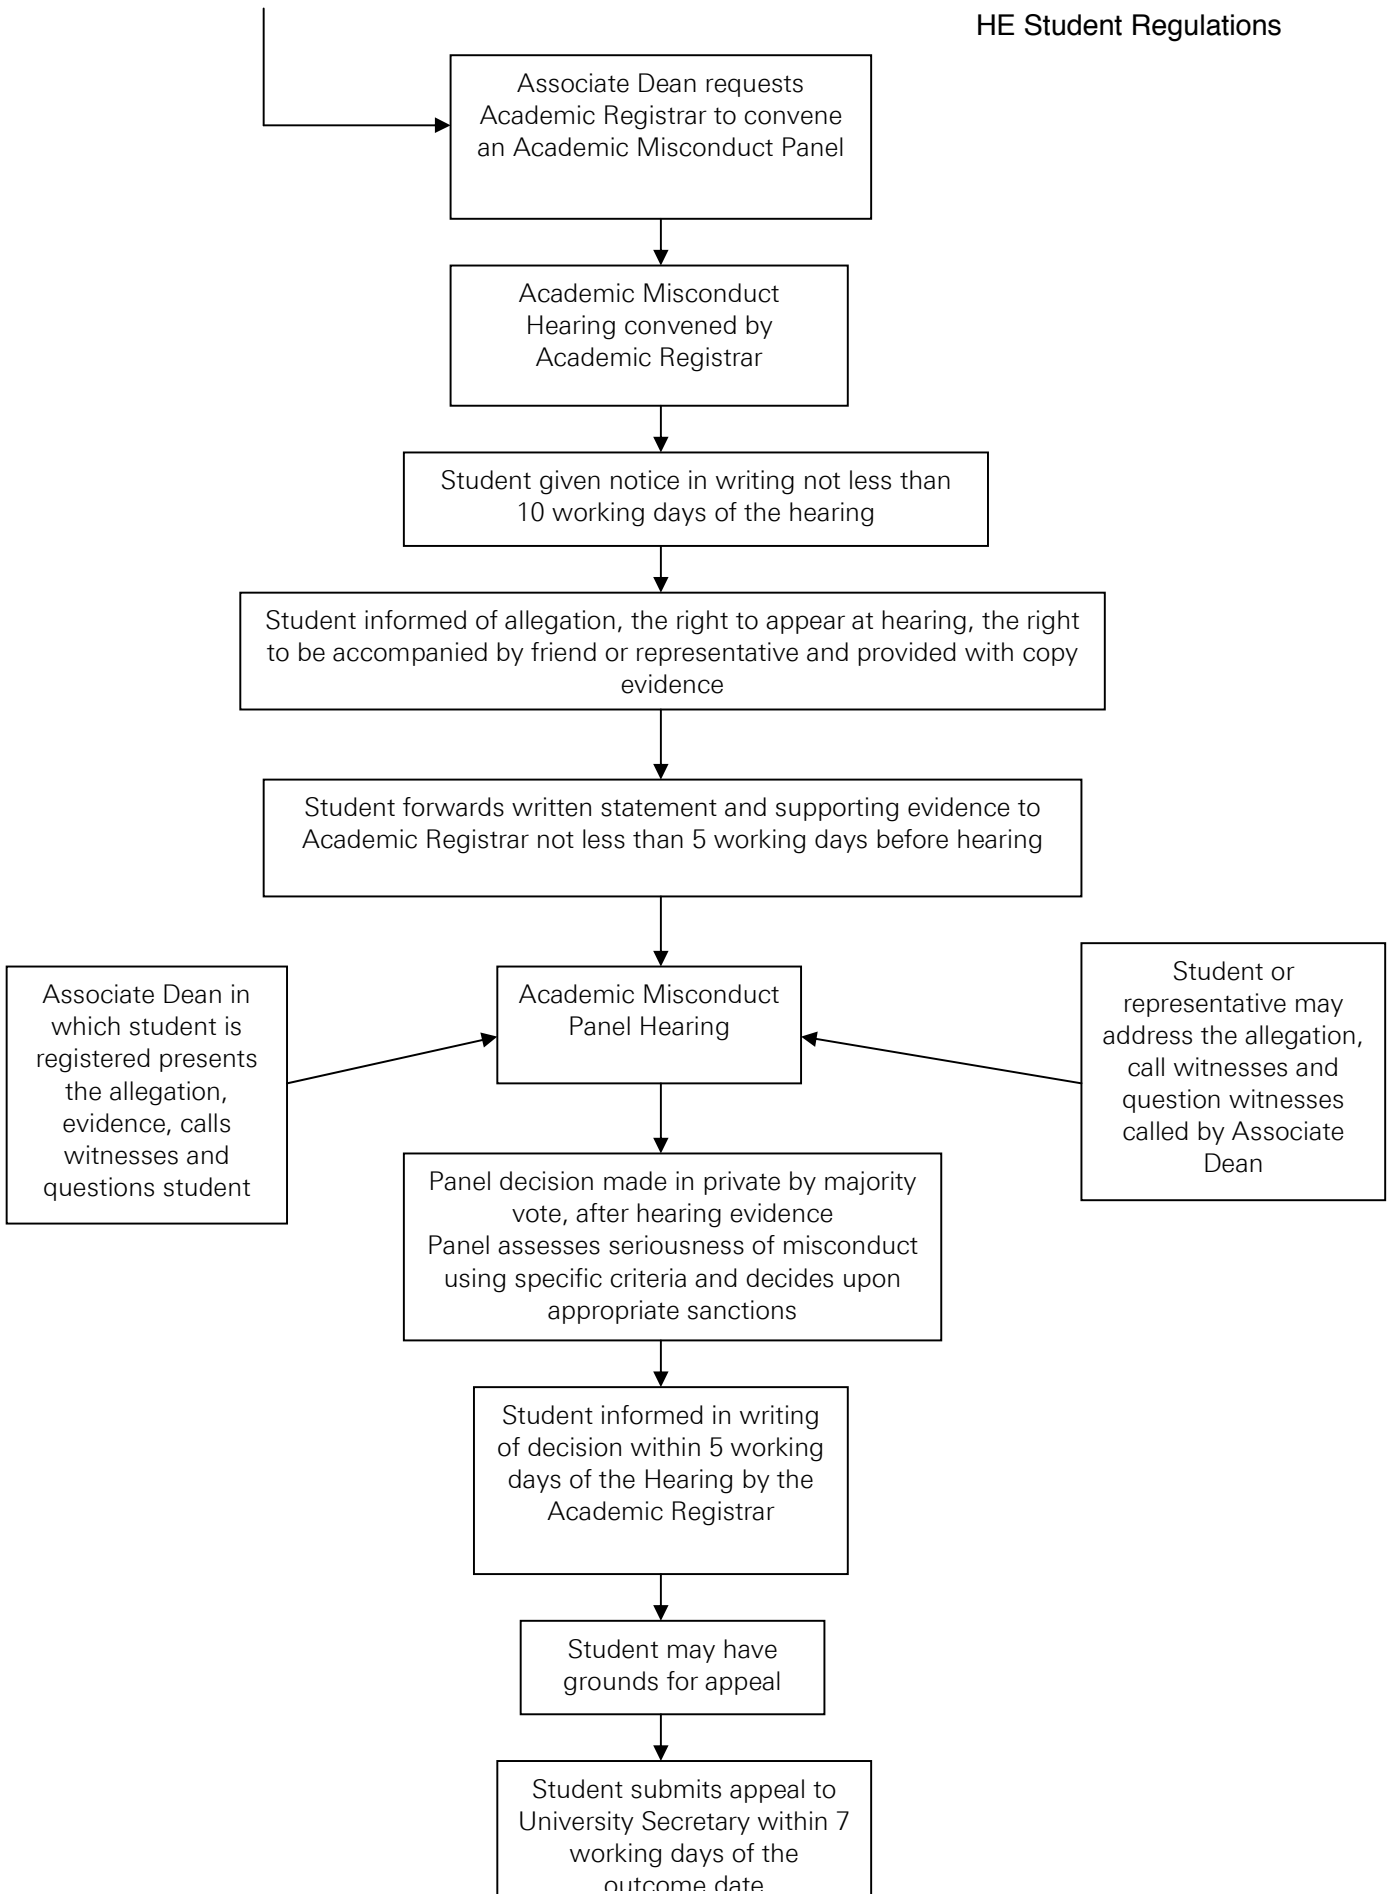 HE Student Regulations
Associate Dean requests
Academic Registrar to convene
an Academic Misconduct Panel
Academic Misconduct
Hearing convened by
Academic Registrar
Student given notice in writing not less than
10 working days of the hearing
Student informed of allegation, the right to appear at hearing, the right
to be accompanied by friend or representative and provided with copy
evidence
Student forwards written statement and supporting evidence to
Academic Registrar not less than 5 working days before hearing
Associate Dean in
which student is
registered presents
the allegation,
evidence, calls
witnesses and
questions student
Academic Misconduct
Panel Hearing
Student or
representative may
address the allegation,
call witnesses and
question witnesses
called by Associate
Dean
Panel decision made in private by majority
vote, after hearing evidence
Panel assesses seriousness of misconduct
using specific criteria and decides upon
appropriate sanctions
Student informed in writing
of decision within 5 working
days of the Hearing by the
Academic Registrar
Student may have
grounds for appeal
Student submits appeal to
University Secretary within 7
working days of the
outcome date